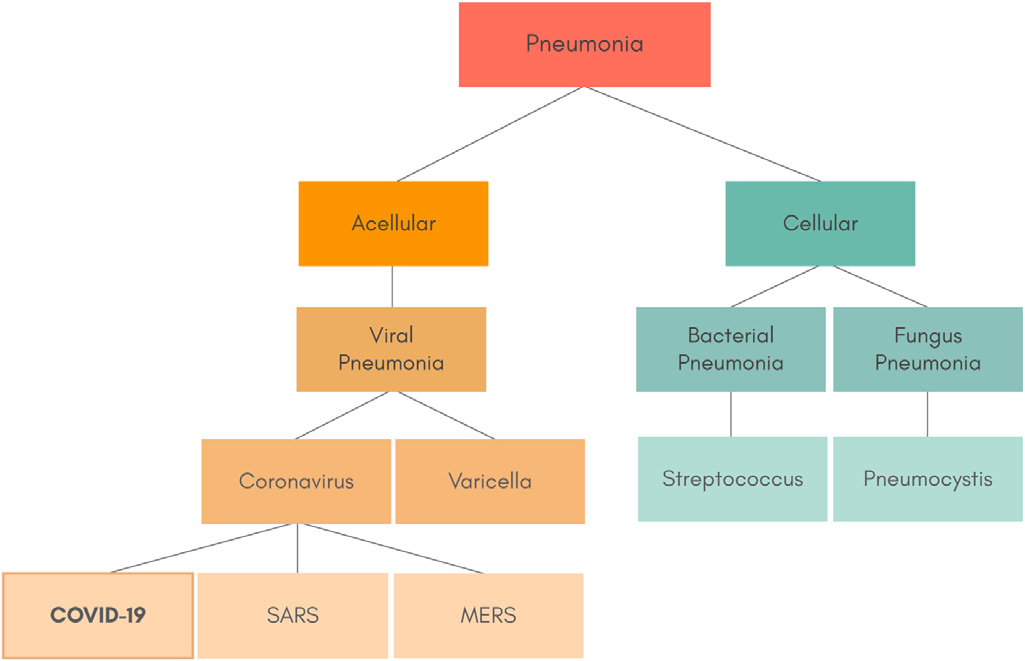 Pneumonia
Acellular
Cellular
Viral
Pneumonia
Bacterial
Pneumonia
Fungus
Pneumonia
Coronavirus
Varicella
Streptococcus
Pneumocystis
COVID-19
SARS
MERS